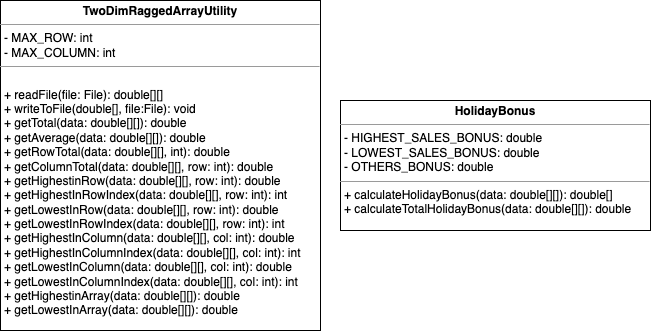 TwoDimRaggedArrayUtility
- MAX_ROW: int
- MAX_COLUMN: int
+ readFile(file: File): double[][]
+ writeToFile(double[], file:File): void
+ getTotal(data: double[][]): double
+ getAverage(data: double[][]): double
+ getRowTotal(data: double[][], int): double
+ getColumnTotal(data: double[][], row: int): double
+ getHighestinRow(data: double[][], row: int): double
+ getHighestInRowIndex(data: double[][], row: int): int
+ getLowestInRow(data: double[][], row: int): double
+ getLowestInRowIndex(data: double[][], row: int): int
+ getHighestInColumn(data: double[][], col: int): double
+ getHighestInColumnIndex(data: double[][], col: int): int
+ getLowestInColumn(data: double[][], col: int): double
+ getLowestInColumnIndex(data: double[][], col: int): int
+ getHighestinArray(data: double[][]): double
+ getLowestInArray(data: double[][]): double
HolidayBonus
- HIGHEST_SALES_BONUS: double
- LOWEST_SALES_BONUS: double
- OTHERS_BONUS: double
+ calculateHolidayBonus(data: double[][]): double[]
+ calculateTotalHolidayBonus(data: double[][]): double